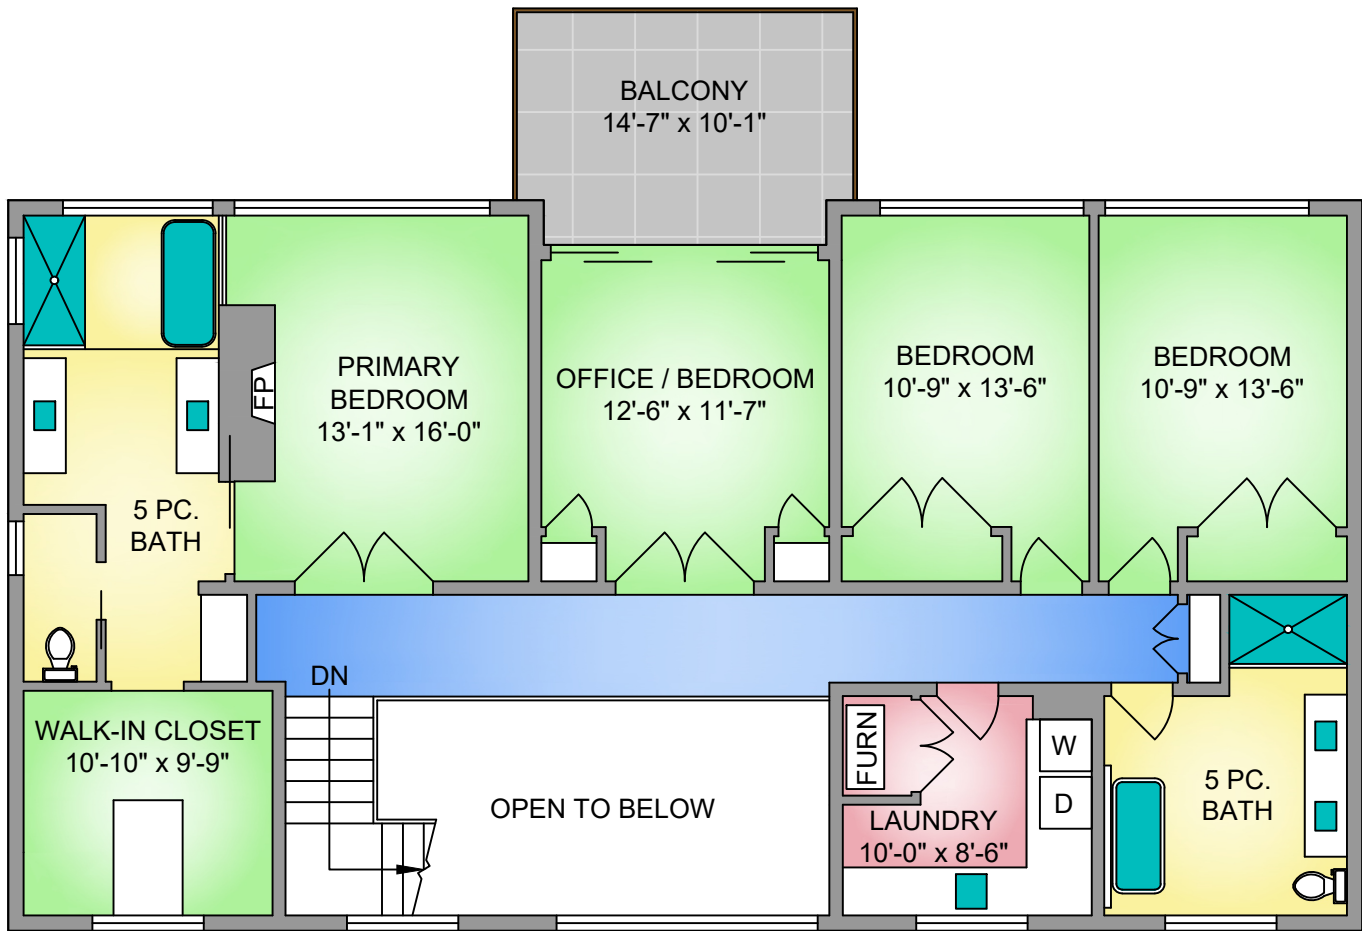 BALCONY
14'-7" x 10'-1"
PRIMARY
BEDROOM
13'-1" x 16'-0"
FP
OFFICE / BEDROOM
12'-6" x 11'-7"
BEDROOM
10'-9" x 13'-6"
BEDROOM
10'-9" x 13'-6"
5 PC.
BATH
DN
WALK-IN CLOSET
10'-10" x 9'-9"
OPEN TO BELOW
FURN
W
D
LAUNDRY
10'-0" x 8'-6"
5 PC.
BATH